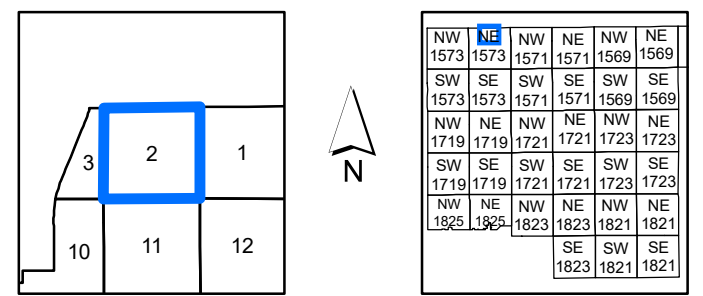 3
2
1
10
11
12
N
NW NE NW NE NW NE
1573 1573 1571 1571 1569 1569
SW SE SW SE SW SE
1573 1573 1571 1571 1569 1569
NW NE NW NE NW NE
1719 1719 1721 1721 1723 1723
SW SE SW SE SW SE
1719 1719 1721 1721 1723 1723
NW NE NW NE NW NE
1825 1825 1823 1823 1821 1821
SE SW SE
1823 1821 1821